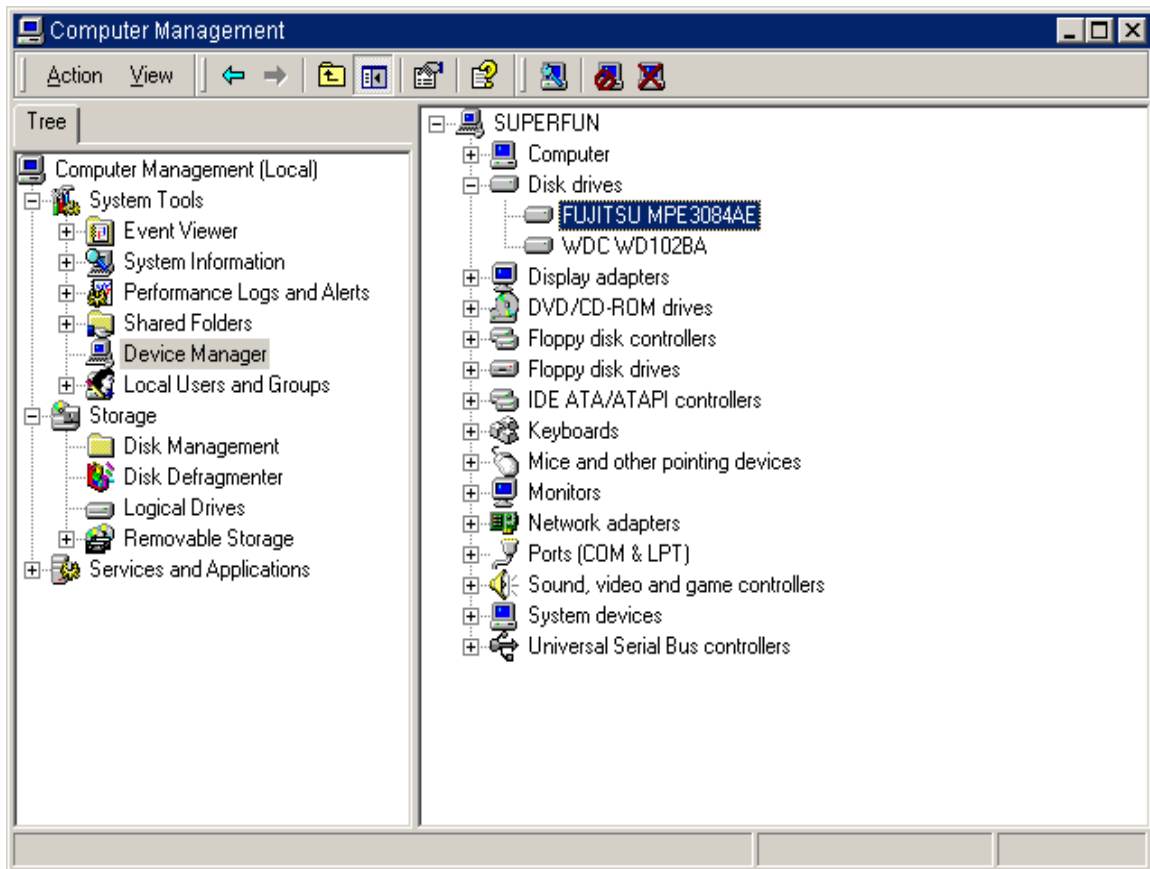 Computer Management
Action View
Tree
Computer Management (Local)
System Tools
Event Viewer
System Information
Performance Logs and Alerts
Shared Folders
Device Manager
Local Users and Groups
Storage
Disk Management
Disk Defragmenter
Logical Drives
Removable Storage
Services and Applications
SUPERFUN
Computer
Disk drives
FUJITSU MPE3084AE
WDC WD102BA
Display adapters
DVD/CD-ROM drives
Floppy disk controllers
Floppy disk drives
IDE ATA/ATAPI controllers
Keyboards
Mice and other pointing devices
Monitors
Network adapters
Ports (COM & LPT)
Sound, video and game controllers
System devices
Universal Serial Bus controllers